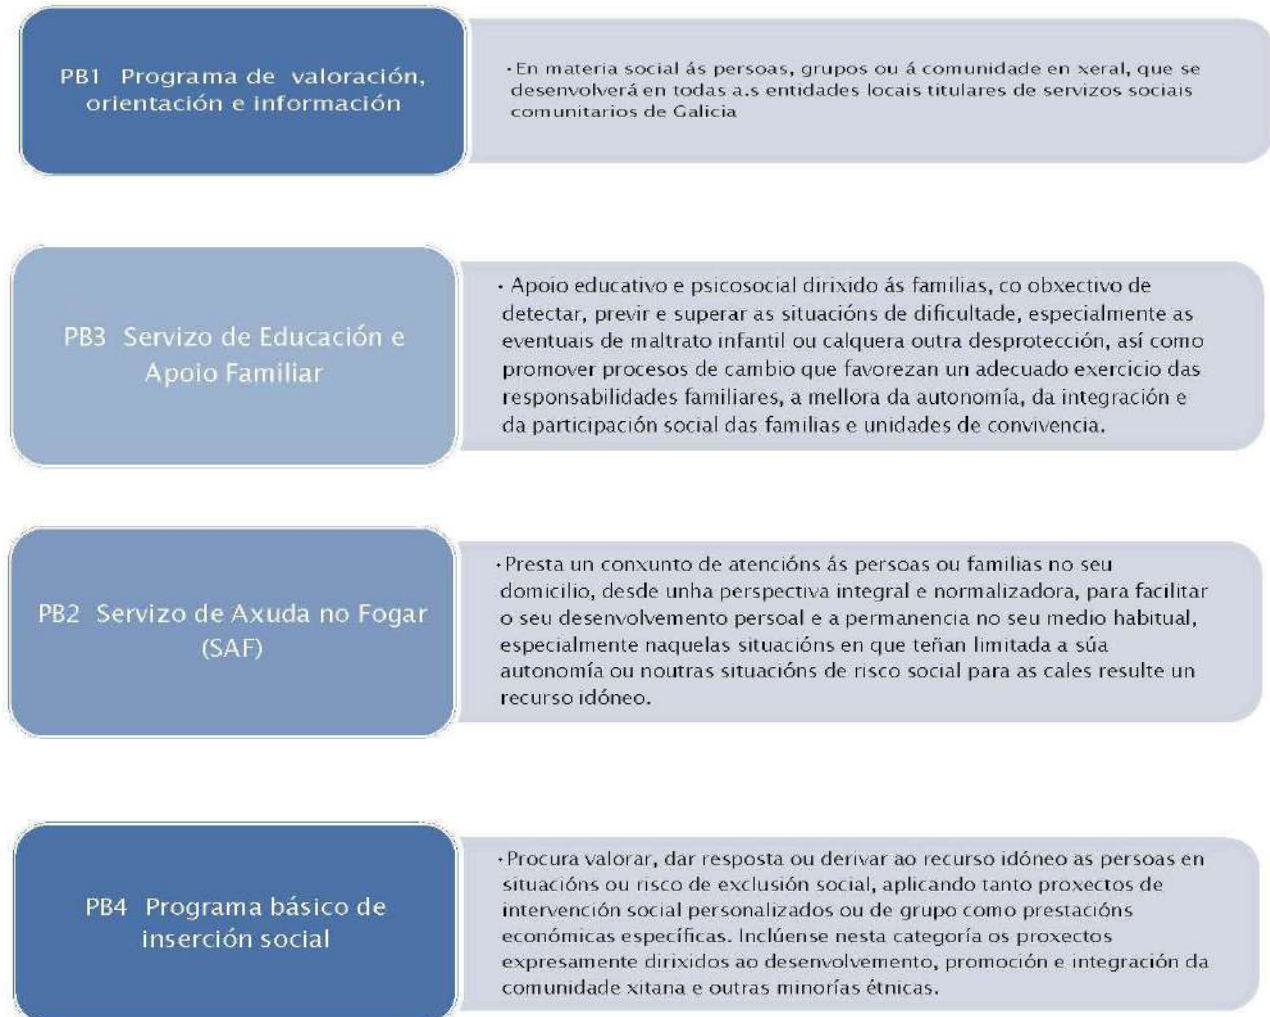 PB1 Programa de valoración,
orientación e información
·En materia social ás persoas, grupos ou á comunidade en xeral, que se
desenvolverá en todas a.s entidades locais titulares de servizos sociais
comunitarios de Galicia
PB3 Servizo de Educación e
Apoio Familiar
· Apoio educativo e psicosocial dirixido ás familias, co obxectivo de
detectar, previr e superar as situacións de dificultade, especialmente as
eventuais de maltrato infantil ou calquera outra desprotección, así como
promover procesos de cambio que favorezan un adecuado exercicio das
responsabilidades familiares, a mellora da autonomía, da integración e
da participación social das familias e unidades de convivencia.
PB2 Servizo de Axuda no Fogar
(SAF)
·Presta un conxunto de atencións ás persoas ou familias no seu
domicilio, desde unha perspectiva integral e normalizadora, para facilitar
o seu desenvolvemento persoal e a permanencia no seu medio habitual,
especialmente naquelas situacións en que teñan limitada a súa
autonomía ou noutras situacións de risco social para as cales resulte un
recurso idóneo.
PB4 Programa básico de
inserción social
·Procura valorar, dar resposta ou derivar ao recurso idóneo as persoas en
situacións ou risco de exclusión social, aplicando tanto proxectos de
intervención social personalizados ou de grupo como prestacións
económicas específicas. Inclúense nesta categoría os proxectos
expresamente dirixidos ao desenvolvemento, promoción e integración da
comunidade xitana e outras minorías étnicas.